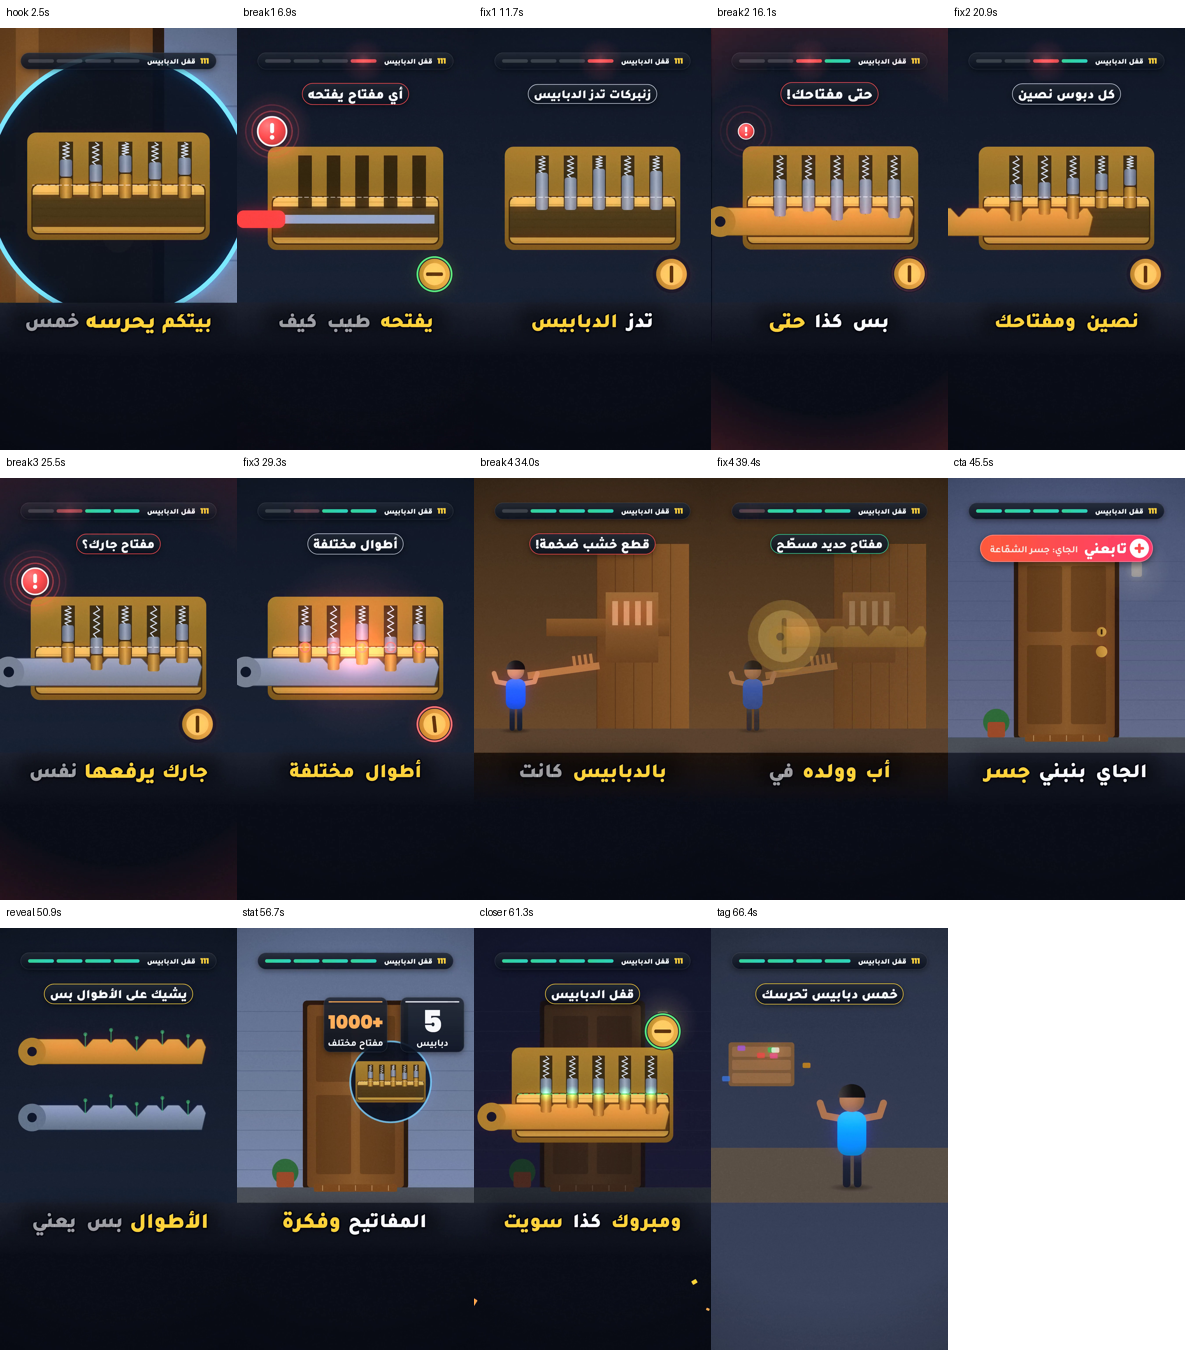 hook 2.5s
قفل الدبابيس
بيتكم يحرسه خمس
break1 6.9s
قفل الدبابيس
أي مفتاح يفتحه
!
يفتحه طيب كيف
fix1 11.7s
قفل الدبابيس
زنبركات تدز الدبابيس
تدز الدبابيس
break2 16.1s
قفل الدبابيس
حتى مفتاحك!
!
بس كذا حتى
fix2 20.9s
قفل الدبابيس
كل دبوس نصين
نصين ومفتاحك
break3 25.5s
قفل الدبابيس
مفتاح جارك؟
!
جارك يرفعها نفس
fix3 29.3s
قفل الدبابيس
أطوال مختلفة
أطوال مختلفة
break4 34.0s
قفل الدبابيس
قطع خشب ضخمة!
بالدبابيس كانت
fix4 39.4s
قفل الدبابيس
مفتاح حديد مسطّح
أب وولده في
cta 45.5s
قفل الدبابيس
تابعني الجاي: جسر الشفّاعة
الجاي بنبني جسر
reveal 50.9s
قفل الدبابيس
يشيك على الأطوال بس
الأطوال بس يعني
stat 56.7s
قفل الدبابيس
5
دبابيس
1000+
مفتاح مختلف
المفاتيح وفكرة
closer 61.3s
قفل الدبابيس
قفل الدبابيس
ومبروك كذا سويت
tag 66.4s
قفل الدبابيس
خمس دبابيس تحرسك